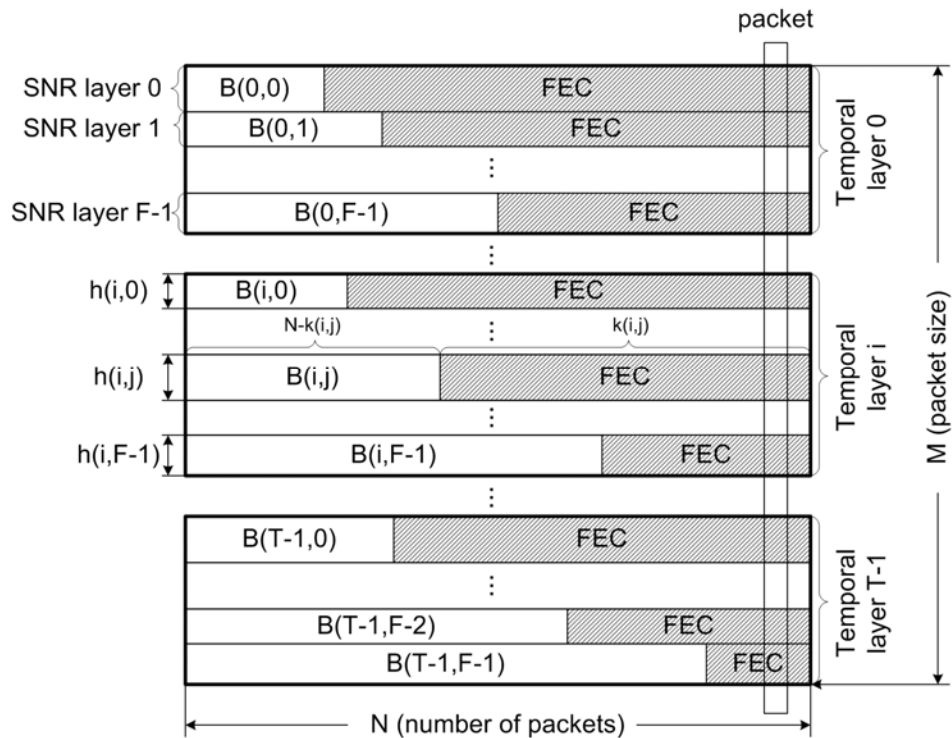 packet
SNR layer 0
B(0,0)
FEC
SNR layer 1
B(0,1)
FEC
⋮
SNR layer F-1
B(0,F-1)
FEC
Temporal
layer 0
⋮
h(i,0)
B(i,0)
FEC
N-k(i,j)
⋮
k(i,j)
h(i,j)
B(i,j)
FEC
⋮
h(i,F-1)
B(i,F-1)
FEC
Temporal
layer i
M (packet size)
⋮
B(T-1,0)
FEC
⋮
B(T-1,F-2)
FEC
B(T-1,F-1)
FEC
Temporal
layer T-1
N (number of packets)